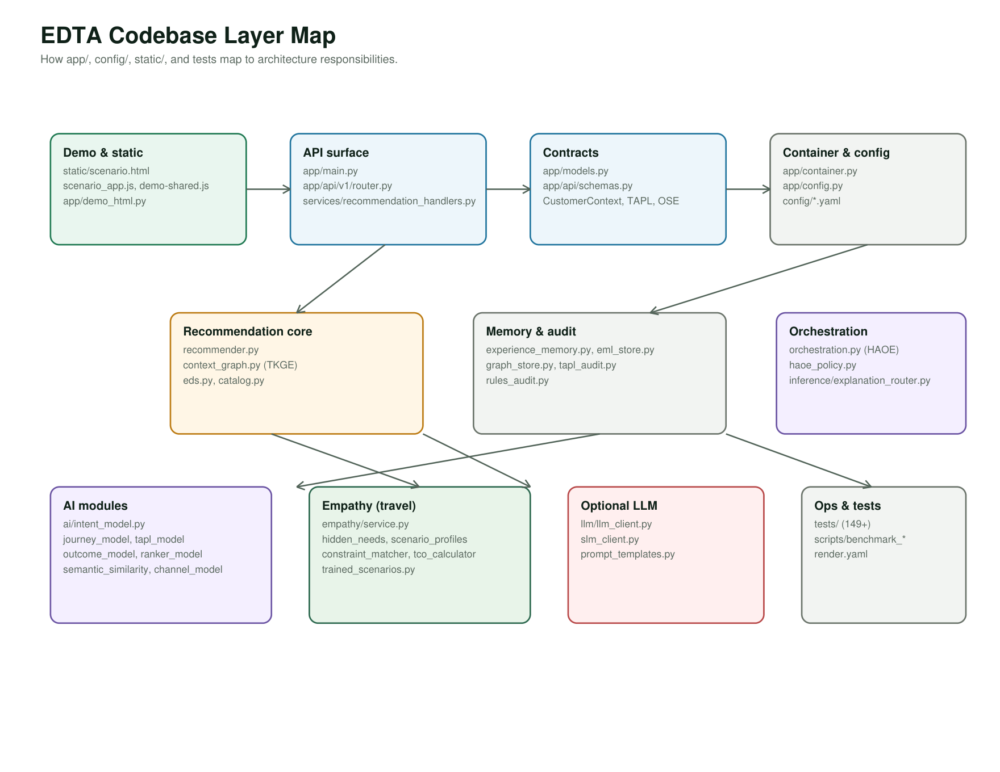 EDTA Codebase Layer Map
How app/, config/, static/, and tests map to architecture responsibilities.
Demo & static
static/scenario.html
scenario_app.js, demo-shared.js
app/demo_html.py
API surface
app/main.py
app/api/v1/router.py
services/recommendation_handlers.py
Contracts
app/models.py
app/api/schemas.py
CustomerContext, TAPL, OSE
Container & config
app/container.py
app/config.py
config/*.yaml
Recommendation core
recommender.py
context_graph.py (TKGE)
eds.py, catalog.py
Memory & audit
experience_memory.py, eml_store.py
graph_store.py, tapl_audit.py
rules_audit.py
Orchestration
orchestration.py (HAOE)
haoe_policy.py
inference/explanation_router.py
AI modules
ai/intent_model.py
journey_model, tapl_model
outcome_model, ranker_model
semantic_similarity, channel_model
Empathy (travel)
empathy/service.py
hidden_needs, scenario_profiles
constraint_matcher, tco_calculator
trained_scenarios.py
Optional LLM
llm/llm_client.py
slm_client.py
prompt_templates.py
Ops & tests
tests/ (149+)
scripts/benchmark_*
render.yaml